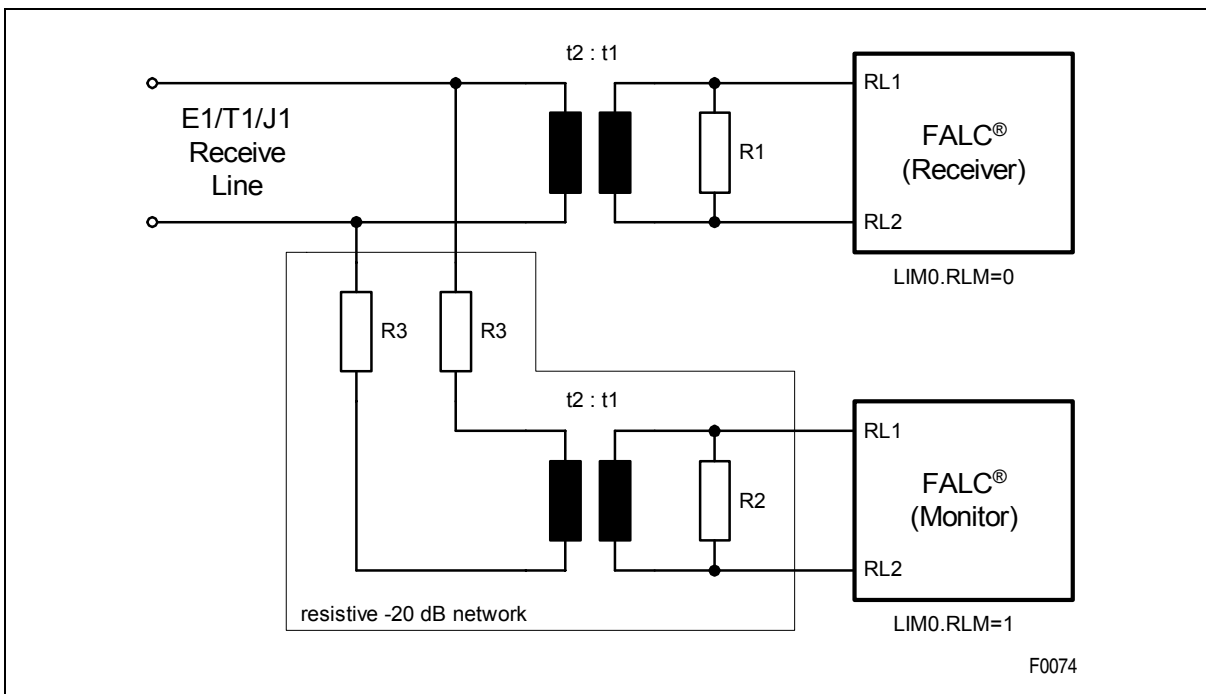 t2 : t1
E1/T1/J1
Receive
Line
R1
RL1
FALC®
(Receiver)
RL2
LIM0.RLM=0
R3
R3
t2 : t1
R2
RL1
FALC®
(Monitor)
RL2
resistive -20 dB network
LIM0.RLM=1
F0074